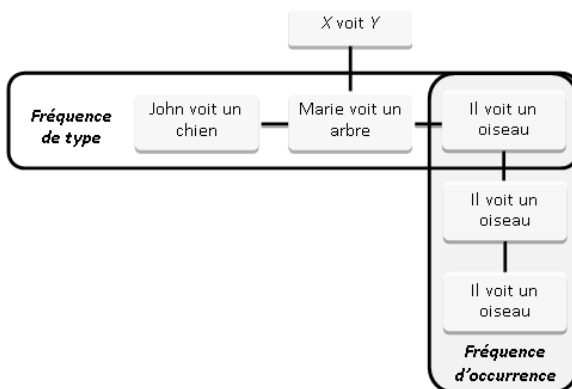 X voit Y
Fréquence
de type
John voit un
chien
Marie voit un
arbre
Il voit un
oiseau
Il voit un
oiseau
Il voit un
oiseau
Fréquence
d'occurrence